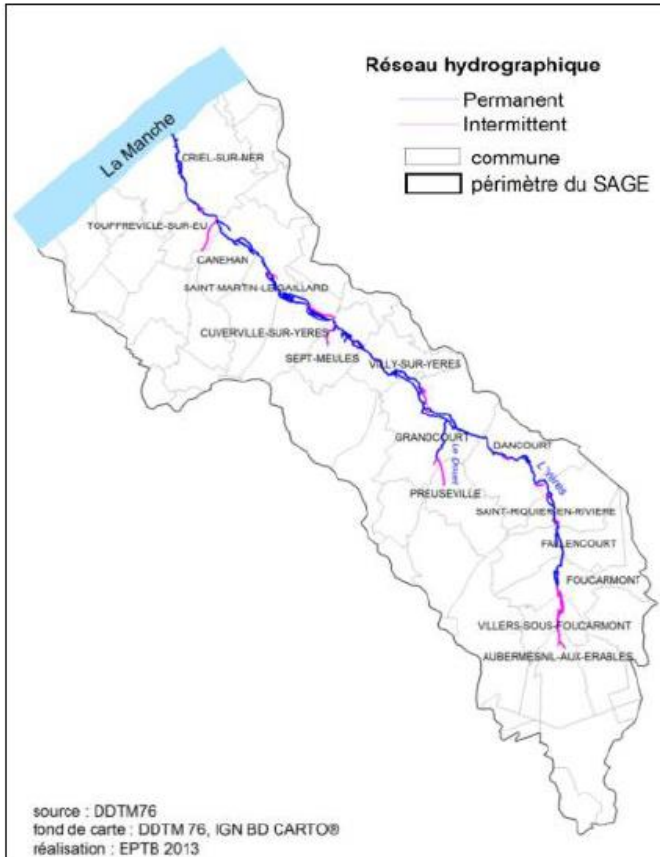 Réseau hydrographique
Permanent
Intermittent
commune
périmètre du SAGE
La Manche
CRIEL-SUR-MER
TOUFFREVILLE-SUR-EU
CANEHAN
SAINT-MARTIN-LE-GAILLARD
CUVERVILLE-SUR-YERES
SEPT-MEULES
VILLY-SUR-YERES
GRANDCOURT
Le Douet
DANCOURT
L'Yères
PREUSEVILLE
SAINT-RIQUIER-EN-RIVIERE
FALLENCOURT
FOUCARMONT
VILLERS-SOUS-FOUCARMONT
AUBERMESNIL-AUX-ERABLES
source : DDTM76
fond de carte : DDTM 76, IGN BD CARTO®
réalisation : EPTB 2013